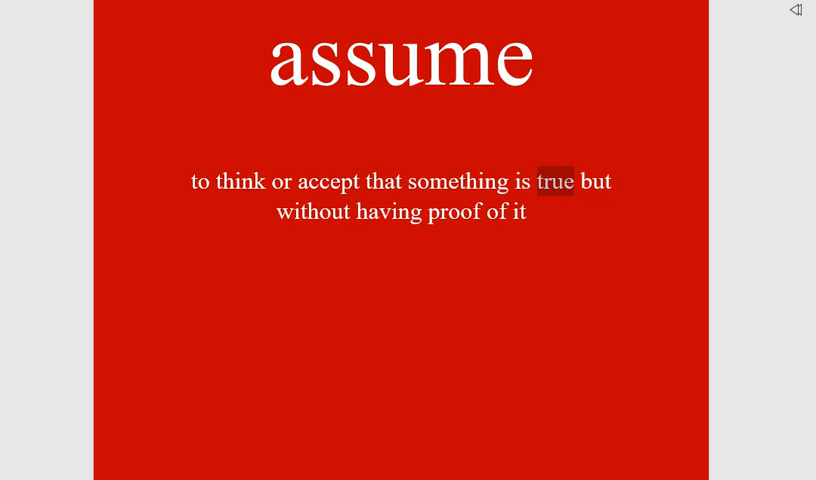 assume
to think or accept that something is true but
without having proof of it